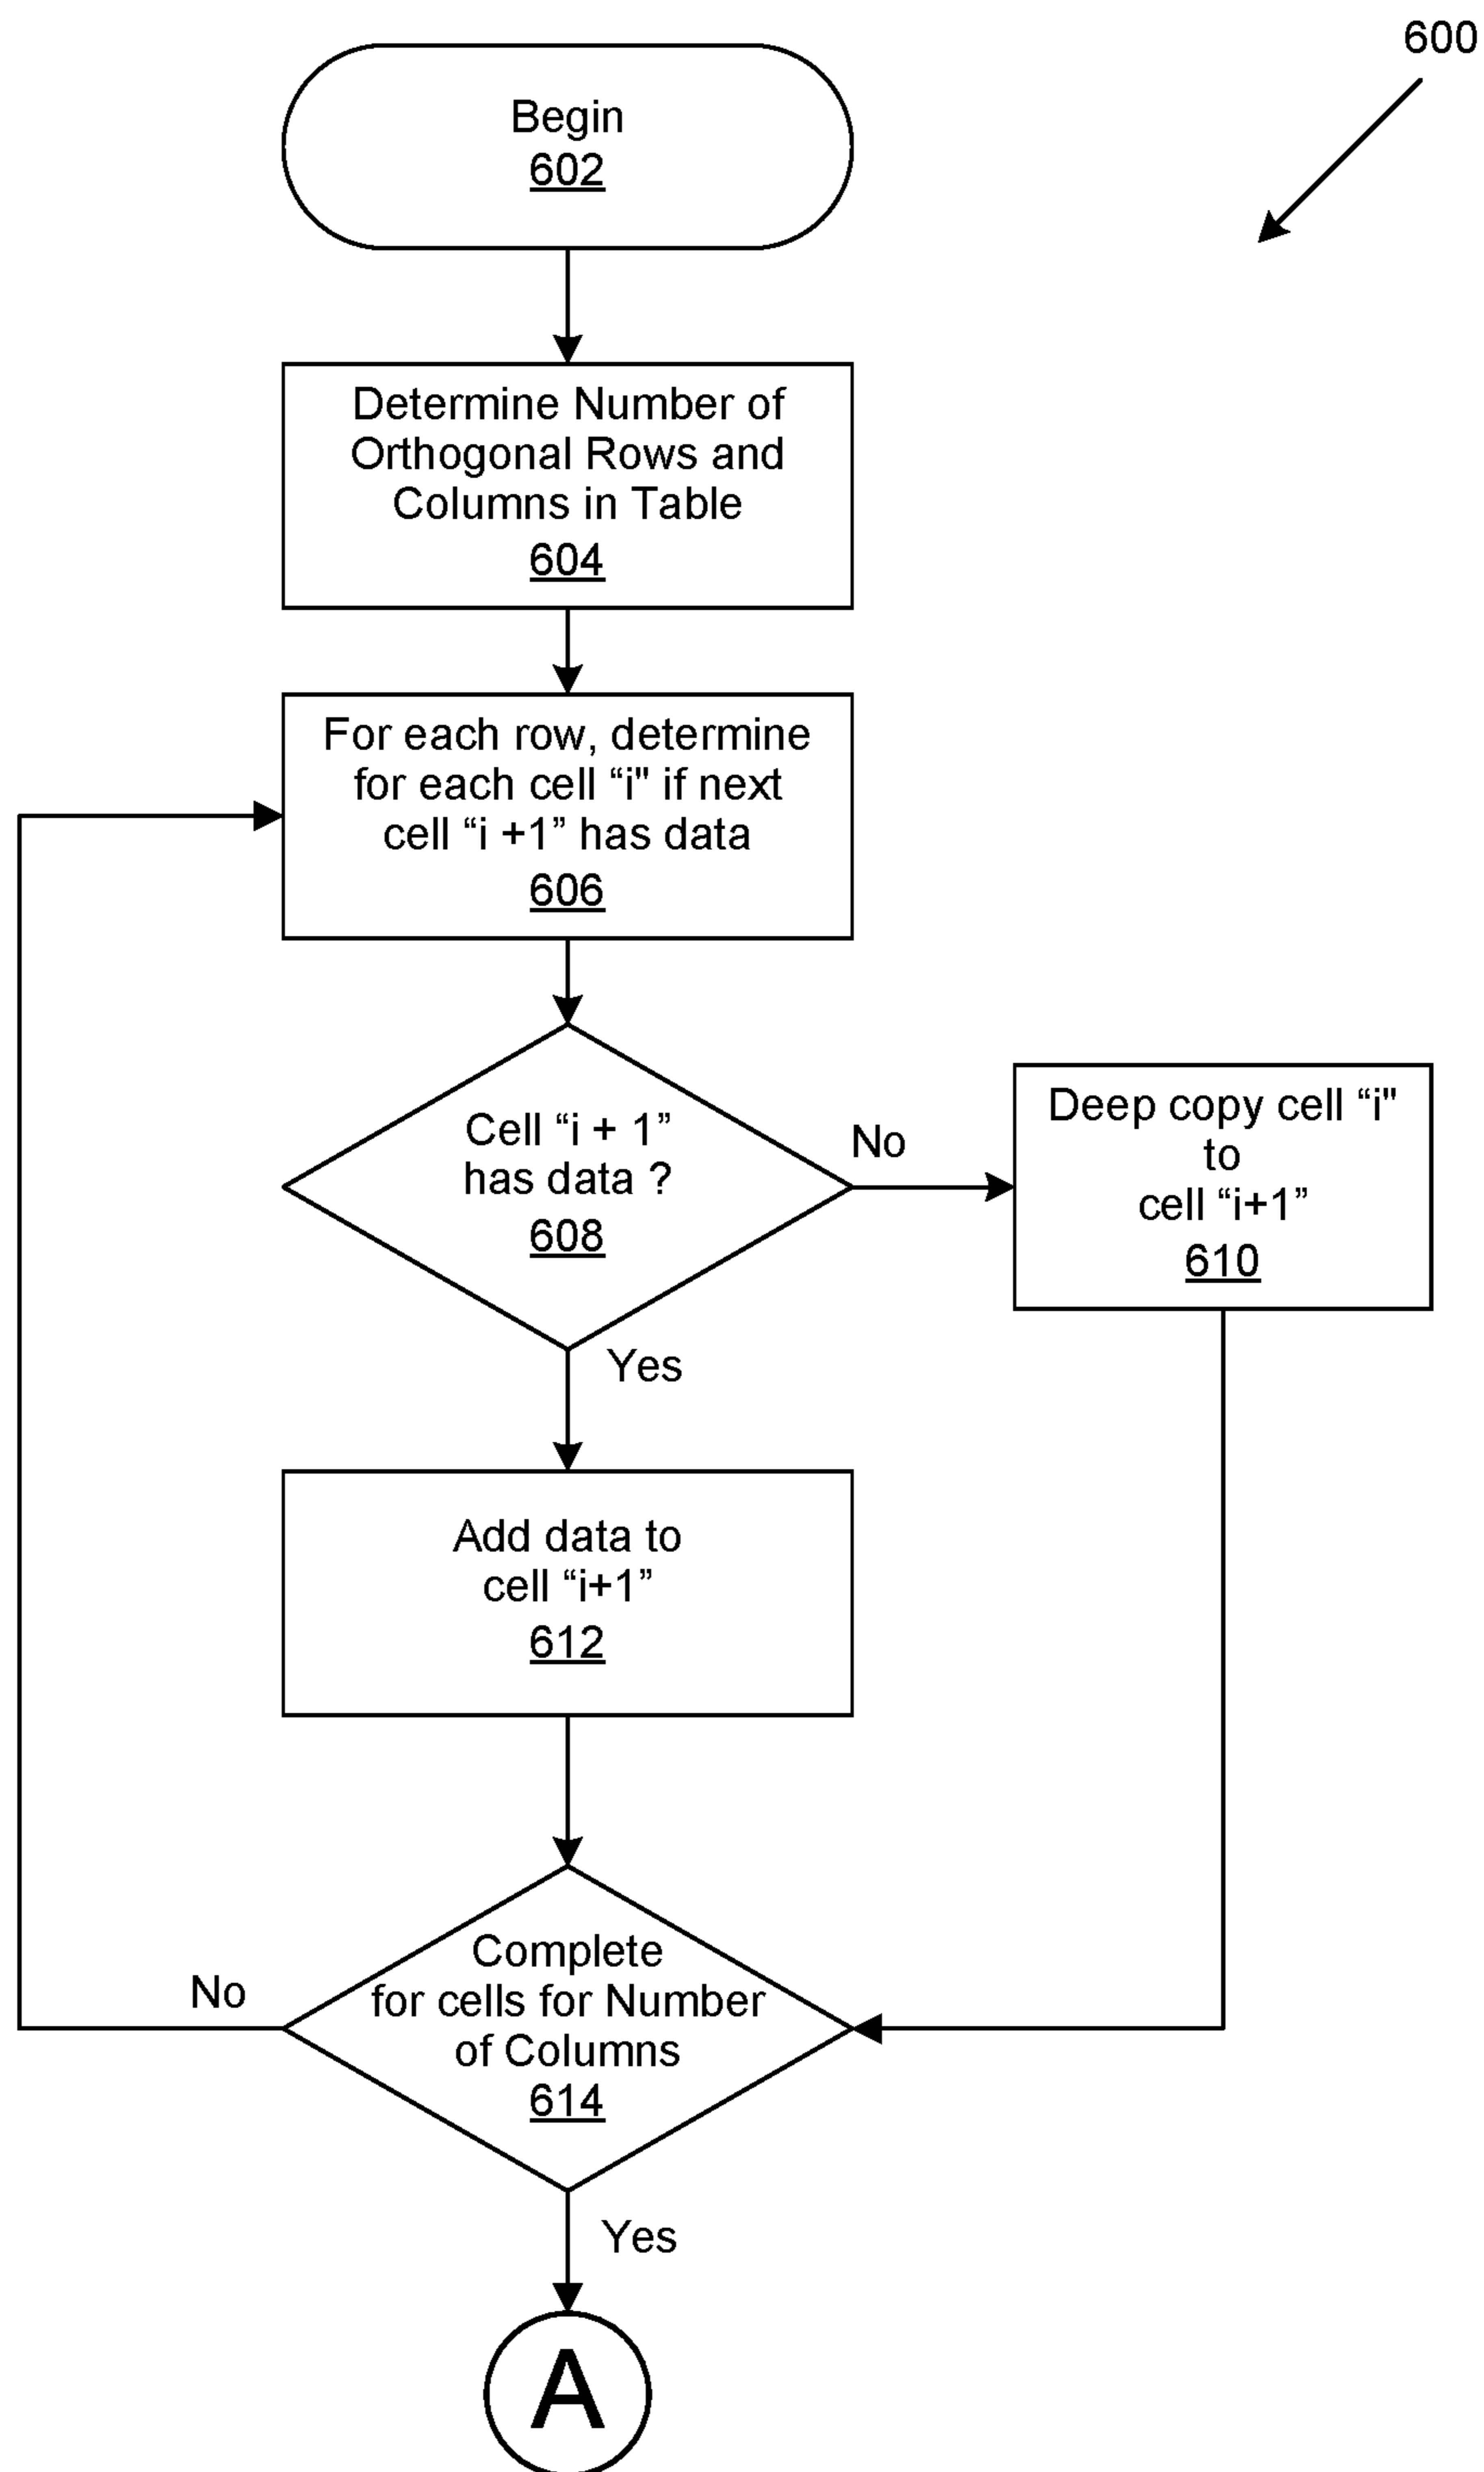 600
Begin
602
Determine Number of
Orthogonal Rows and
Columns in Table
604
For each row, determine
for each cell “i" if next
cell “i +1” has data
606
Cell “i + 1”
has data ?
608
No
Deep copy cell “i"
to
cell “i+1”
610
Yes
Add data to
cell “i+1”
612
Complete
for cells for Number
of Columns
614
No
Yes
A